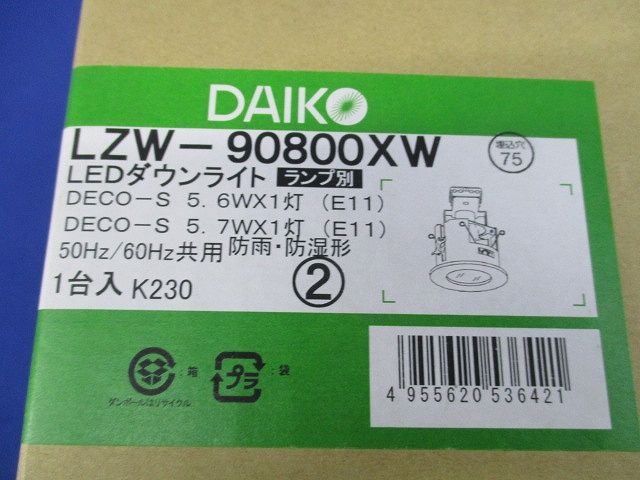 DAIKO
LZW-90800XW
埋込穴
75
LEDダウンライト ランプ別
DECO-S 5.6WX1灯 (E11)
DECO-S 5.7WX1灯 (E11)
50Hz/60Hz共用 防雨・防湿形
1台入 K230 ②
:箱 プラ :袋
ダンボールはリサイクル
4 955620 536421